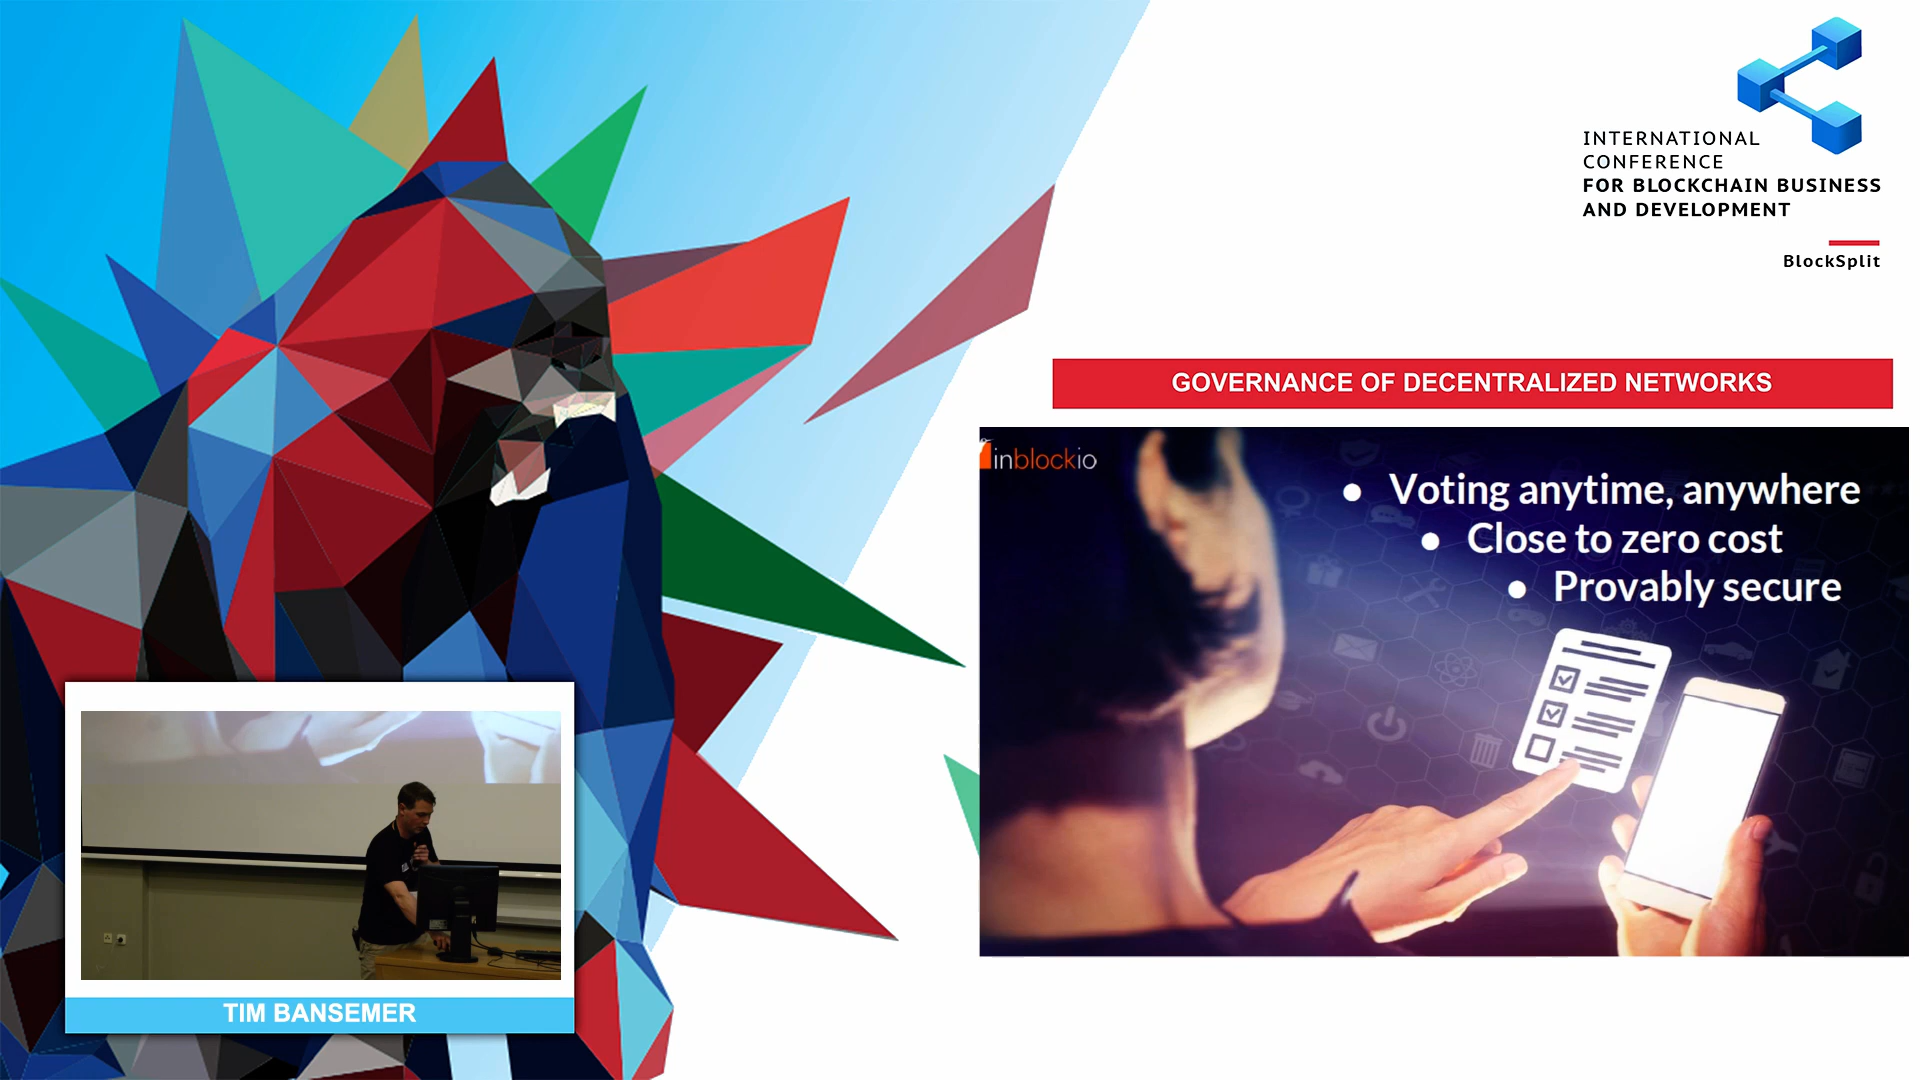 INTERNATIONAL
CONFERENCE
FOR BLOCKCHAIN BUSINESS
AND DEVELOPMENT
BlockSplit
GOVERNANCE OF DECENTRALIZED NETWORKS
inblockio
● Voting anytime, anywhere
● Close to zero cost
● Provably secure
TIM BANSEMER